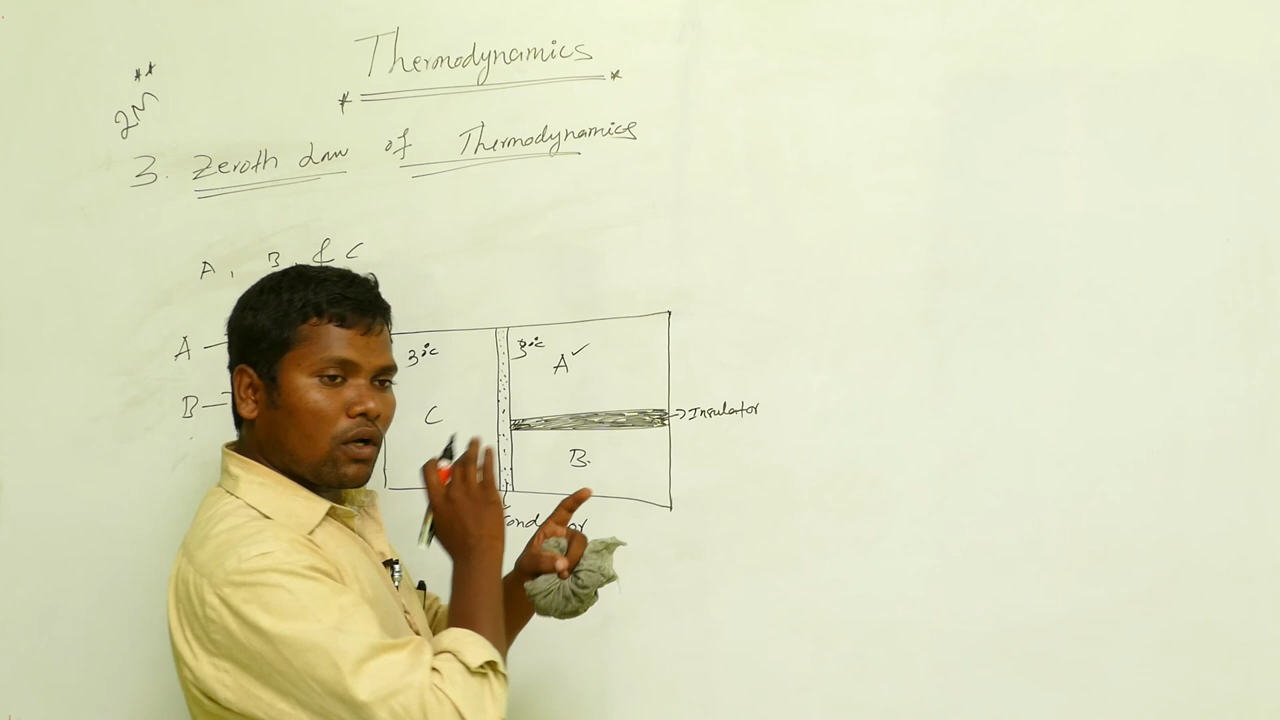 Thermodynamics
2M **
3. Zeroth Law of Thermodynamics
A, B, & C
A
B
30°c
30°c
A ✓
C
B
Insulator